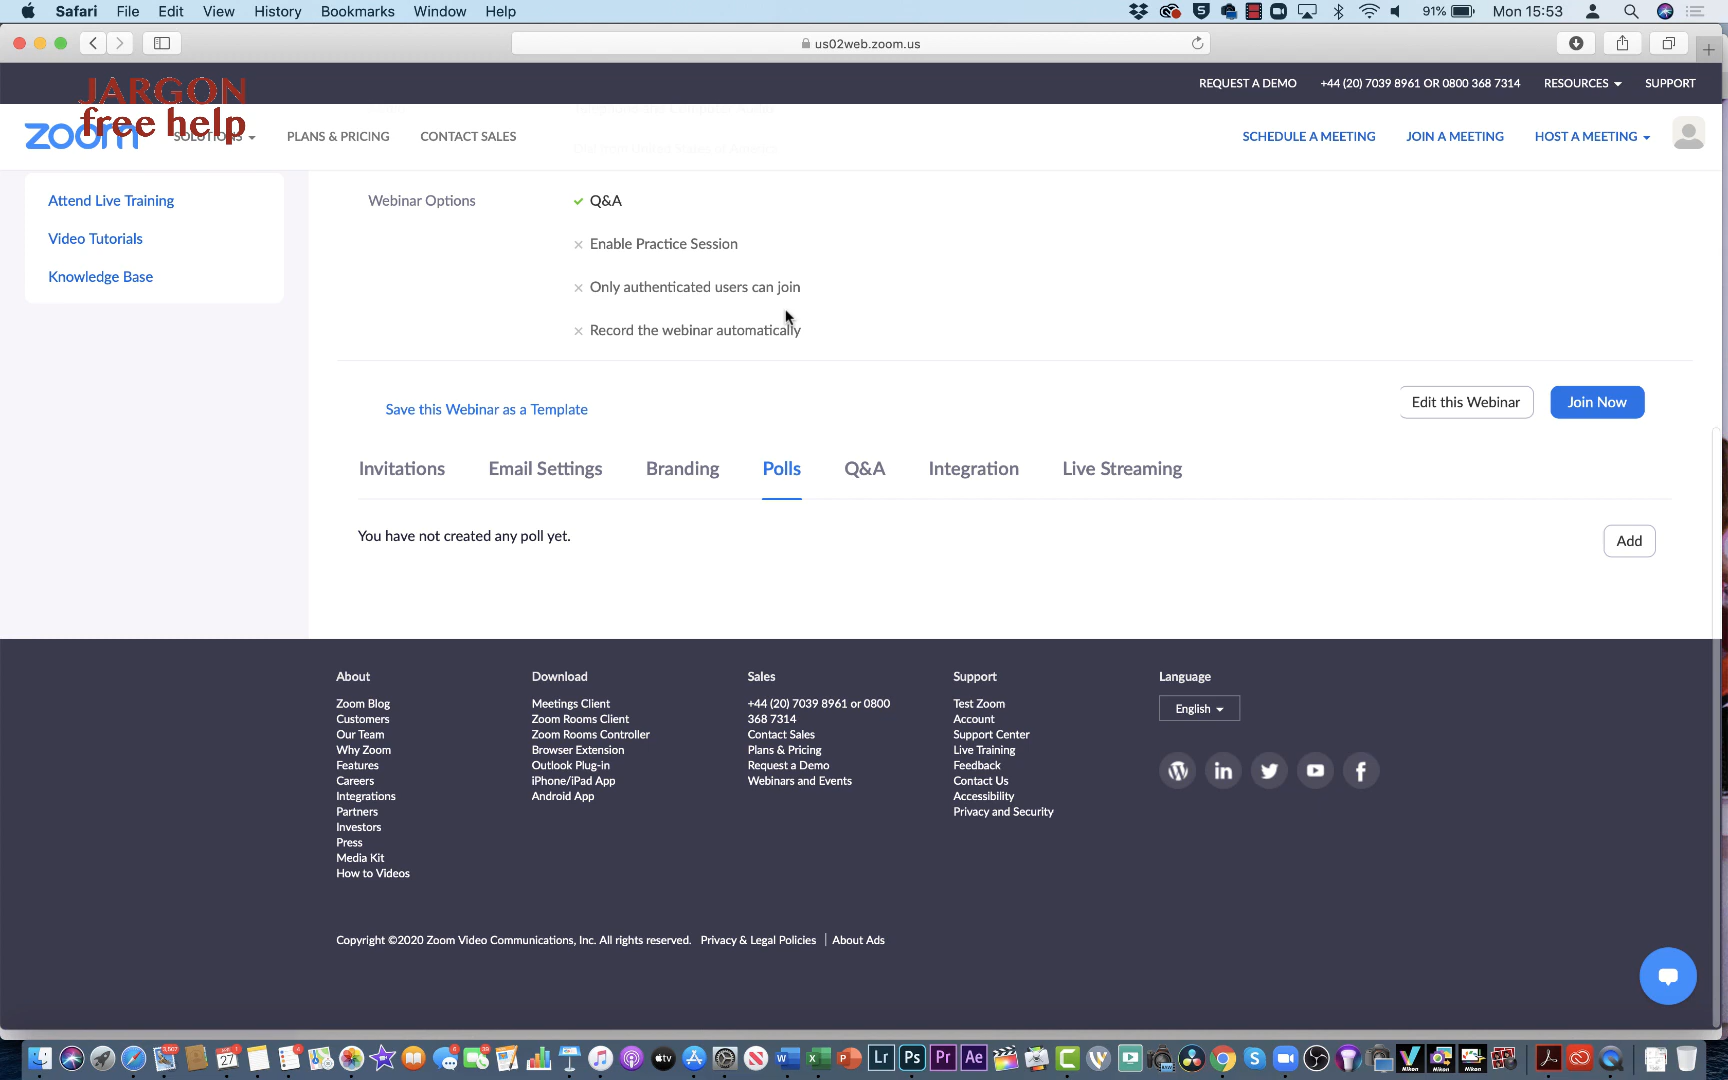 Safari File Edit View History Bookmarks Window Help
91% Mon 15:53
us02web.zoom.us
JARGON
free help
REQUEST A DEMO +44 (20) 7039 8961 OR 0800 368 7314 RESOURCES SUPPORT
zoom SOLUTIONS PLANS & PRICING CONTACT SALES SCHEDULE A MEETING JOIN A MEETING HOST A MEETING
Attend Live Training
Video Tutorials
Knowledge Base
Webinar Options
Q&A
Enable Practice Session
Only authenticated users can join
Record the webinar automatically
Save this Webinar as a Template
Edit this Webinar Join Now
Invitations Email Settings Branding Polls Q&A Integration Live Streaming
You have not created any poll yet.
Add
About
Zoom Blog
Customers
Our Team
Why Zoom
Features
Careers
Integrations
Partners
Investors
Press
Media Kit
How to Videos
Download
Meetings Client
Zoom Rooms Client
Zoom Rooms Controller
Browser Extension
Outlook Plug-in
iPhone/iPad App
Android App
Sales
+44 (20) 7039 8961 or 0800
368 7314
Contact Sales
Plans & Pricing
Request a Demo
Webinars and Events
Support
Test Zoom
Account
Support Center
Live Training
Feedback
Contact Us
Accessibility
Privacy and Security
Language
English
Copyright ©2020 Zoom Video Communications, Inc. All rights reserved. Privacy & Legal Policies | About Ads
Lr Ps Pr Ae